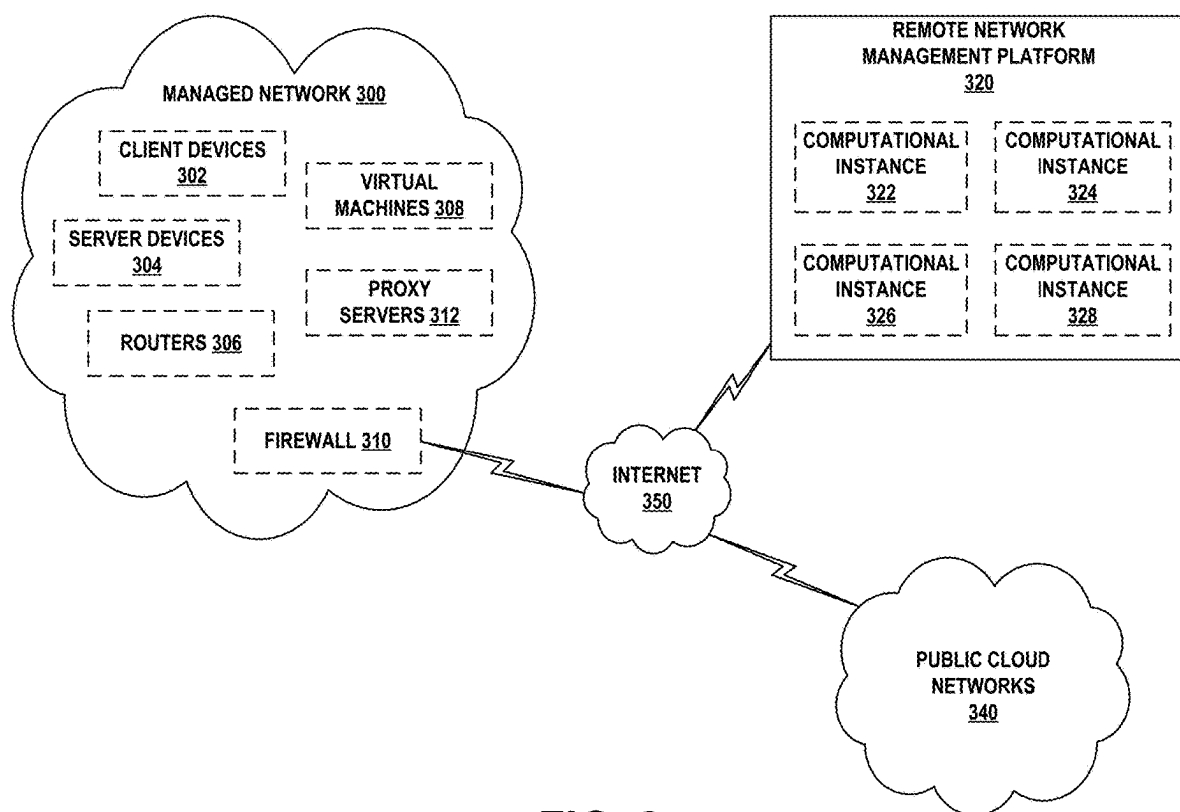 MANAGED NETWORK 300
CLIENT DEVICES
302
VIRTUAL
MACHINES 308
SERVER DEVICES
304
PROXY
SERVERS 312
ROUTERS 306
FIREWALL 310
REMOTE NETWORK
MANAGEMENT PLATFORM
320
COMPUTATIONAL
INSTANCE
322
COMPUTATIONAL
INSTANCE
324
COMPUTATIONAL
INSTANCE
326
COMPUTATIONAL
INSTANCE
328
INTERNET
350
PUBLIC CLOUD
NETWORKS
340